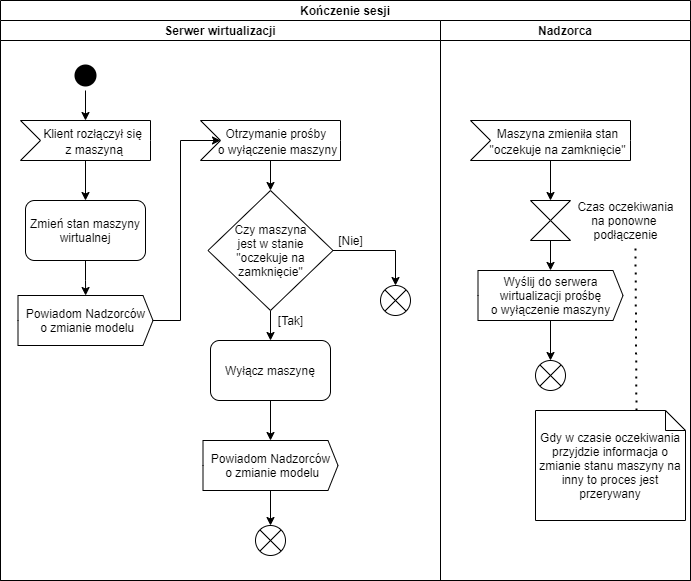 Kończenie sesji
Serwer wirtualizacji
Nadzorca
Klient rozłączył się
z maszyną
Zmień stan maszyny
wirtualnej
Powiadom Nadzorców
o zmianie modelu
Otrzymanie prośby
o wyłączenie maszyny
Czy maszyna
jest w stanie
"oczekuje na
zamknięcie"
[Nie]
[Tak]
Wyłącz maszynę
Powiadom Nadzorców
o zmianie modelu
Maszyna zmieniła stan
"oczekuje na zamknięcie"
Czas oczekiwania
na ponowne
podłączenie
Wyślij do serwera
wirtualizacji prośbę
o wyłączenie maszyny
Gdy w czasie oczekiwania
przyjdzie informacja o
zmianie stanu maszyny na
inny to proces jest
przerywany